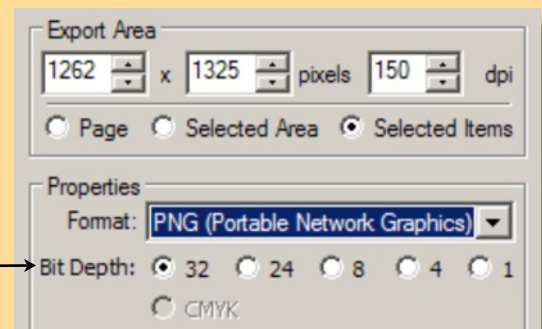 Export Area
1262 x 1325 pixels 150 dpi
Page Selected Area Selected Items
Properties
Format: PNG (Portable Network Graphics)
Bit Depth: 32 24 8 4 1
CMYK